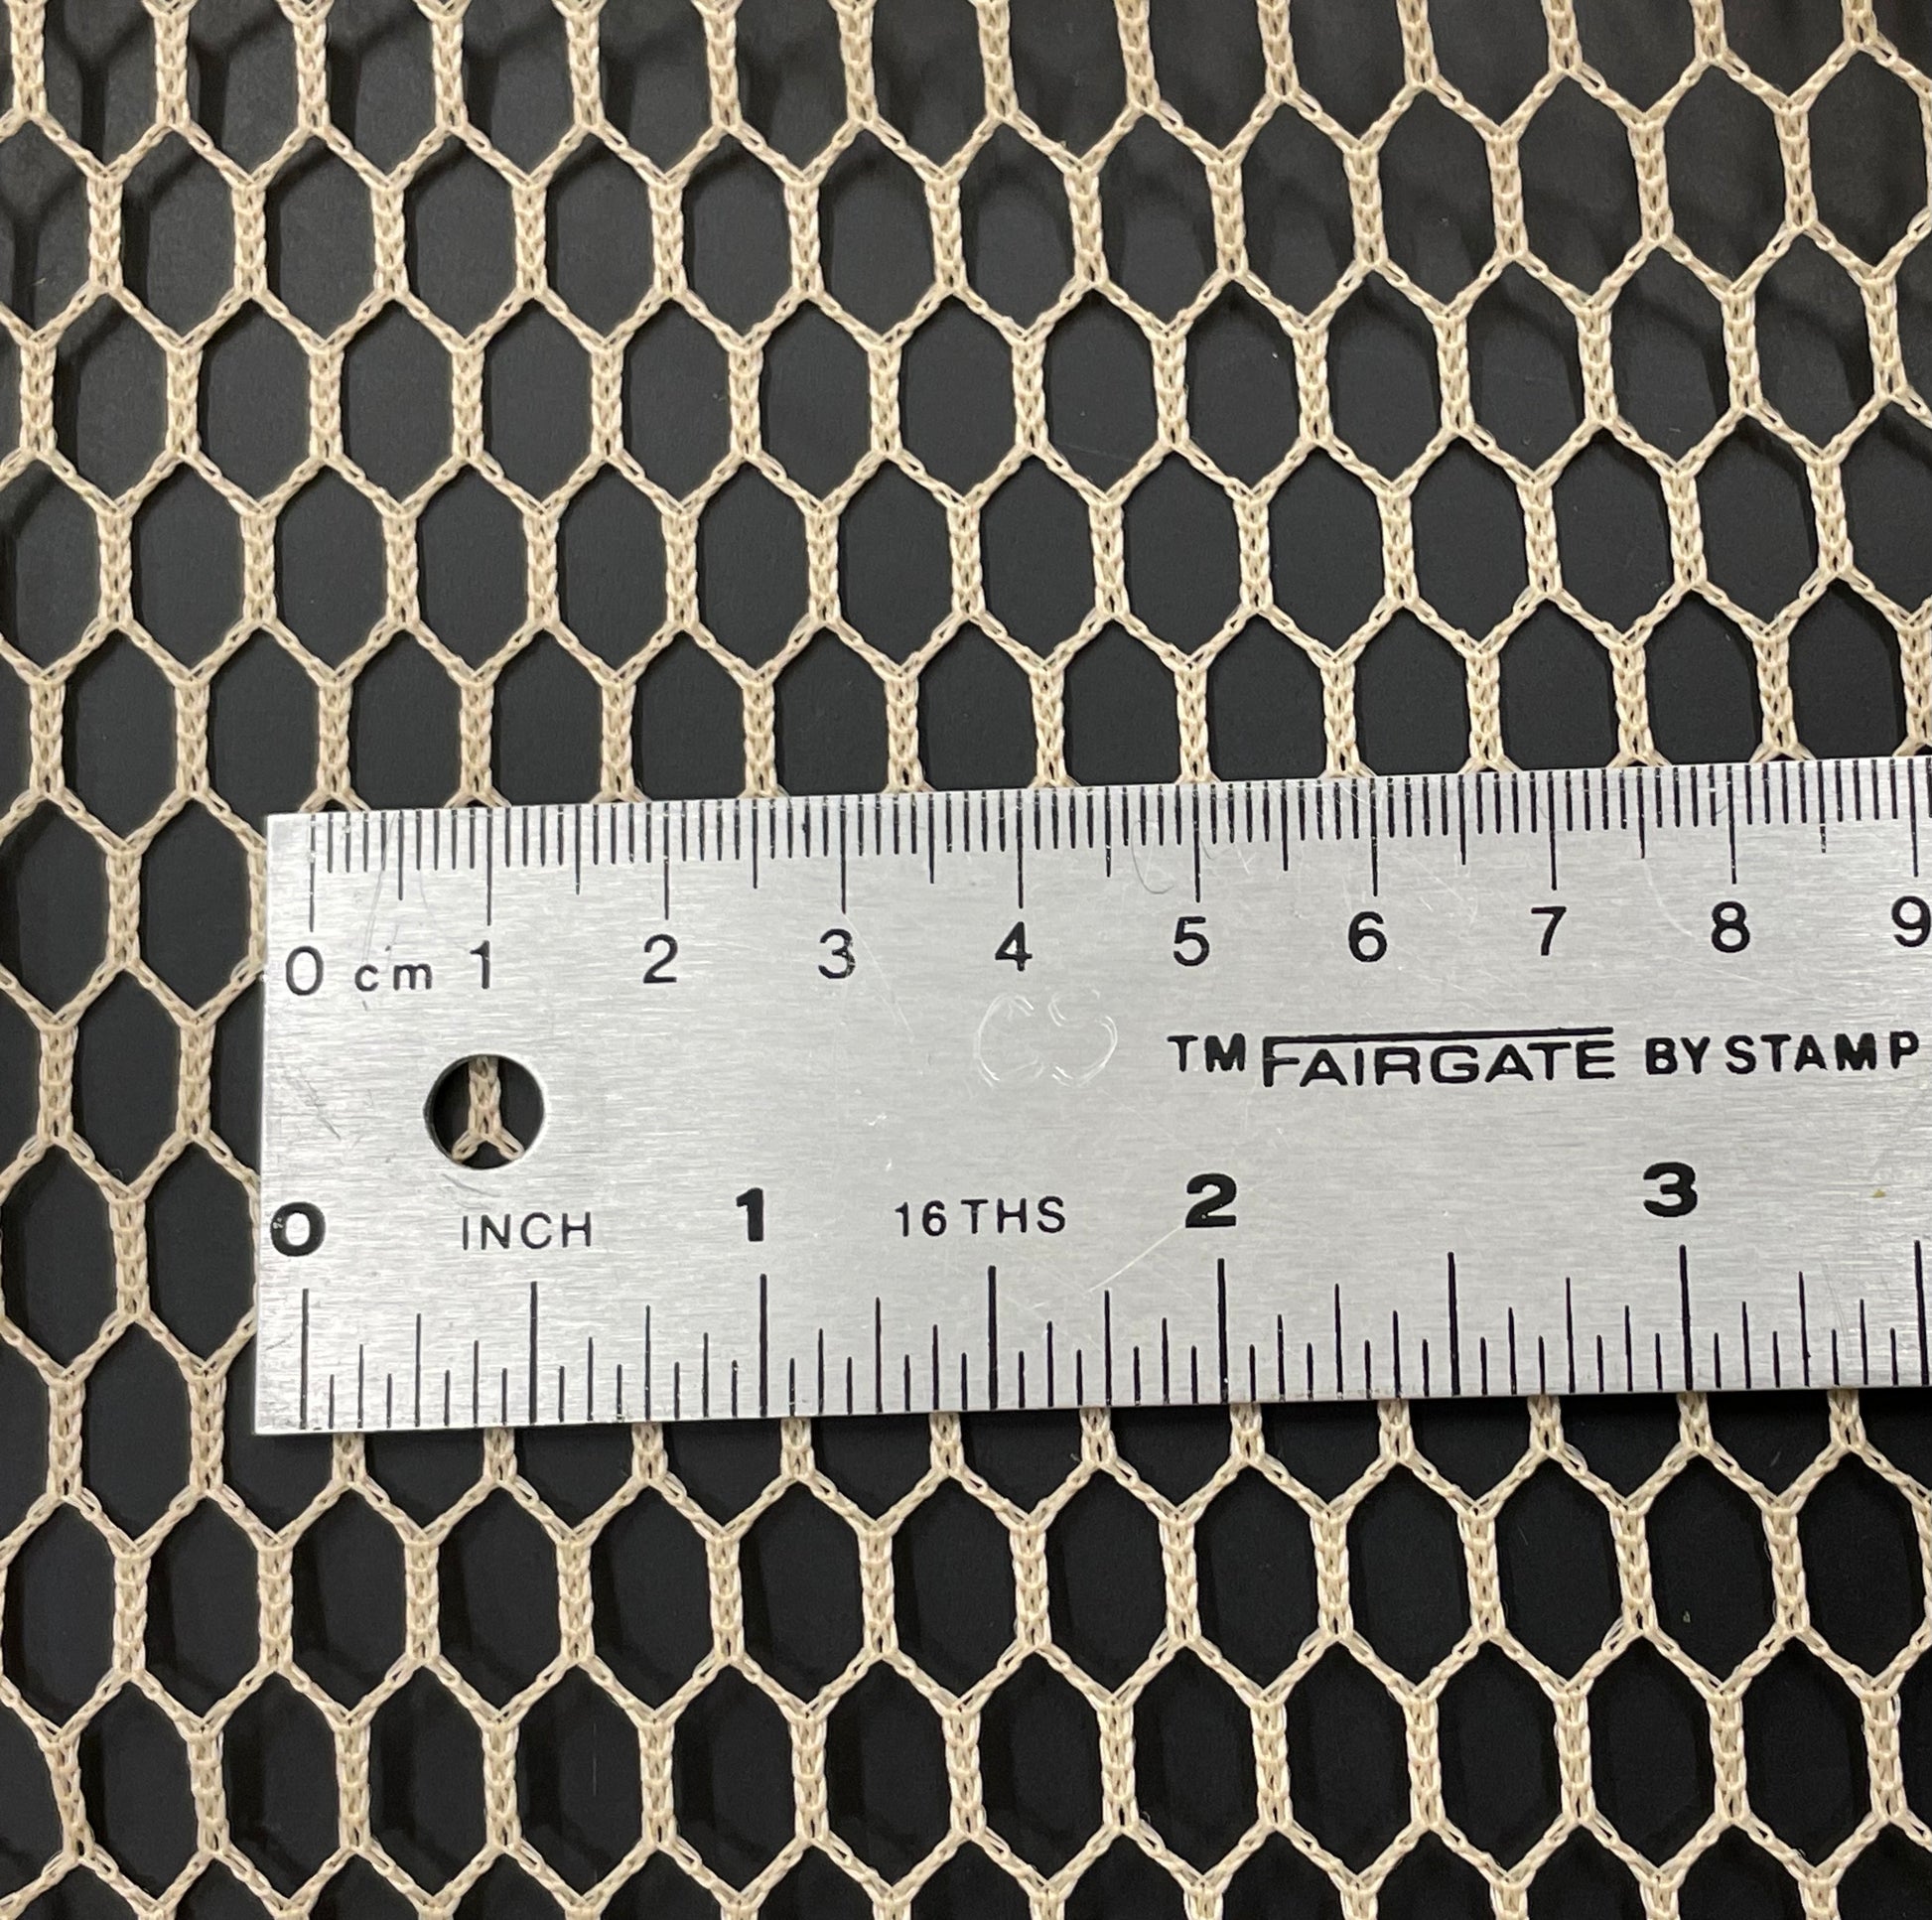 0 cm 1 2 3 4 5 6 7 8 9
TM FAIRGATE BY STAMP
0 INCH 1 16 THS 2 3